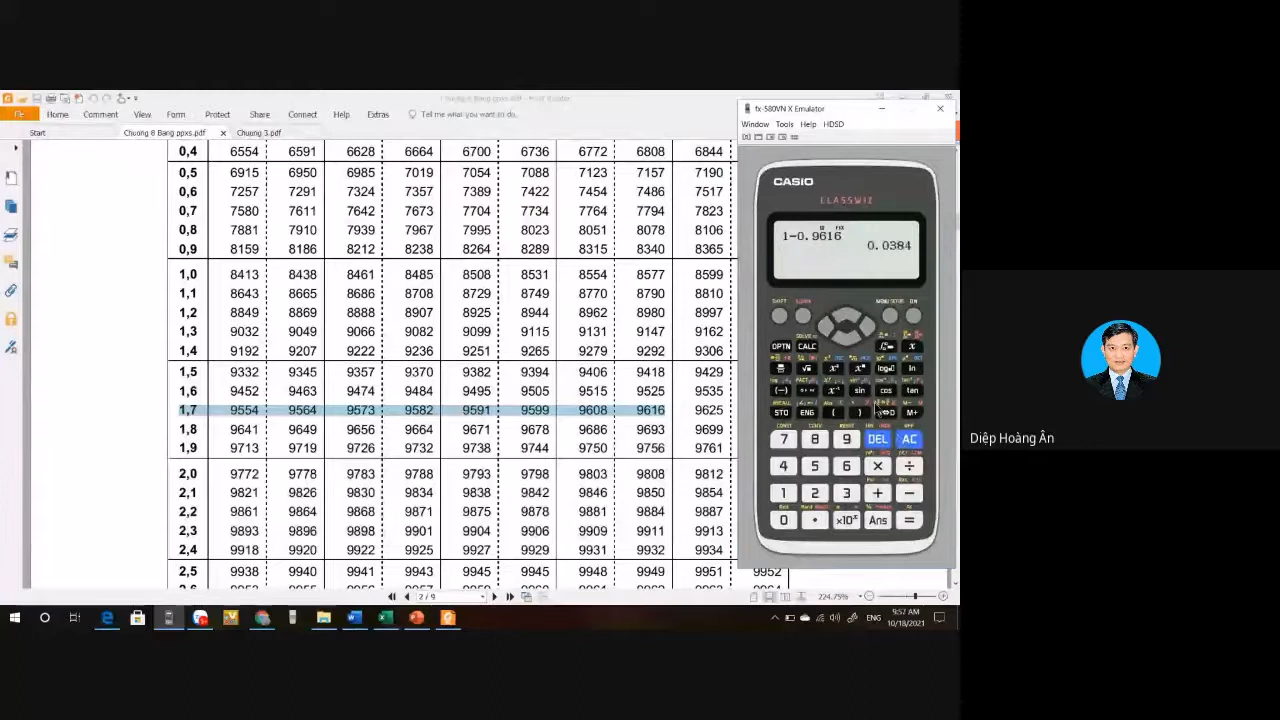 fx-580VN X Emulator
Home Comment View Form Protect Share Connect Help Extras Tell me what you want to do.
Window Tools Help HDSD
Start Chuong 8 Bang ppxs.pdf Chuong 3.pdf
0,4 6554 6591 6628 6664 6700 6736 6772 6808 6844
0,5 6915 6950 6985 7019 7054 7088 7123 7157 7190
0,6 7257 7291 7324 7357 7389 7422 7454 7486 7517
0,7 7580 7611 7642 7673 7704 7734 7764 7794 7823
0,8 7881 7910 7939 7967 7995 8023 8051 8078 8106
0,9 8159 8186 8212 8238 8264 8289 8315 8340 8365
1,0 8413 8438 8461 8485 8508 8531 8554 8577 8599
1,1 8643 8665 8686 8708 8729 8749 8770 8790 8810
1,2 8849 8869 8888 8907 8925 8944 8962 8980 8997
1,3 9032 9049 9066 9082 9099 9115 9131 9147 9162
1,4 9192 9207 9222 9236 9251 9265 9279 9292 9306
1,5 9332 9345 9357 9370 9382 9394 9406 9418 9429
1,6 9452 9463 9474 9484 9495 9505 9515 9525 9535
1,7 9554 9564 9573 9582 9591 9599 9608 9616 9625
1,8 9641 9649 9656 9664 9671 9678 9686 9693 9699
1,9 9713 9719 9726 9732 9738 9744 9750 9756 9761
2,0 9772 9778 9783 9788 9793 9798 9803 9808 9812
2,1 9821 9826 9830 9834 9838 9842 9846 9850 9854
2,2 9861 9864 9868 9871 9875 9878 9881 9884 9887
2,3 9893 9896 9898 9901 9904 9906 9909 9911 9913
2,4 9918 9920 9922 9925 9927 9929 9931 9932 9934
2,5 9938 9940 9941 9943 9945 9945 9948 9949 9951 9952
CASIO
CLASSWIZ
1-0.9616
0.0384
SHIFT MENU SETUP ON
OPTN CALC x
sin cos tan
STO ENG ( ) S⇔D M+
7 8 9 DEL AC
4 5 6 × ÷
1 2 3 + −
0 • ×10ˣ Ans =
2 / 9
224.75%
ENG
9:57 AM
10/18/2021
Diệp Hoàng Ân